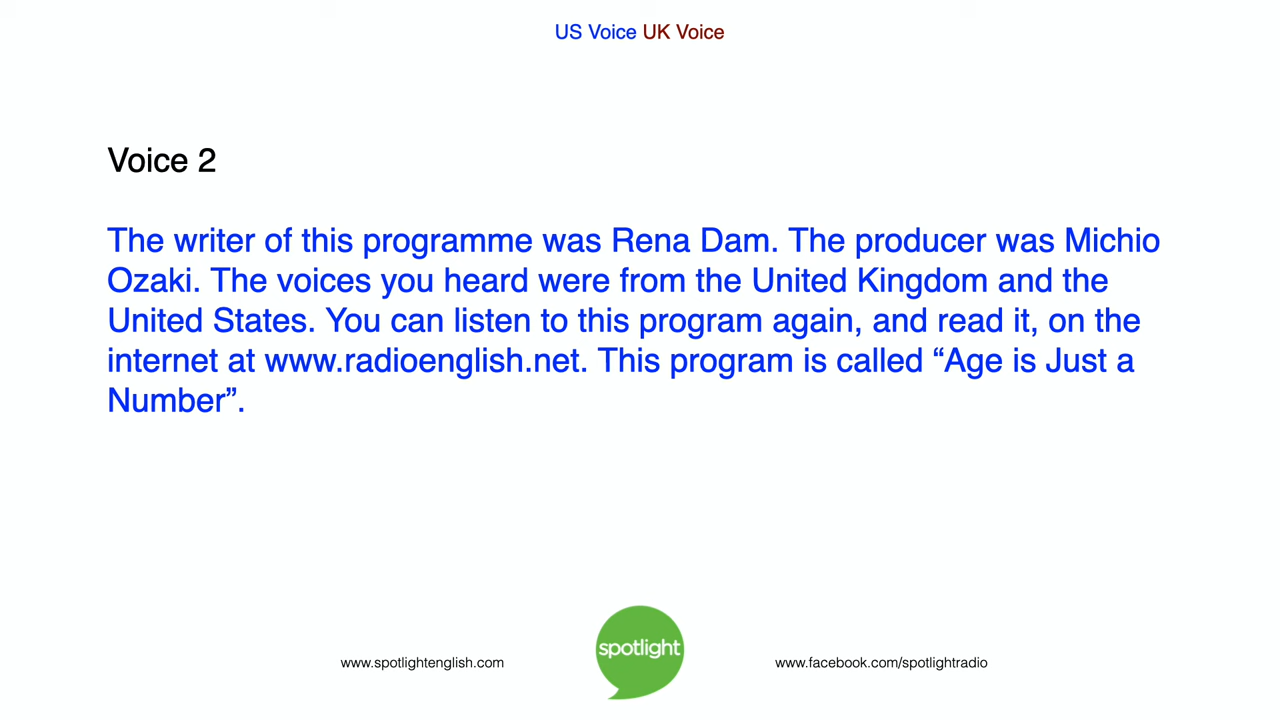 US Voice UK Voice
Voice 2
The writer of this programme was Rena Dam. The producer was Michio
Ozaki. The voices you heard were from the United Kingdom and the
United States. You can listen to this program again, and read it, on the
internet at www.radioenglish.net. This program is called “Age is Just a
Number”.
www.spotlightenglish.com
spotlight
www.facebook.com/spotlightradio